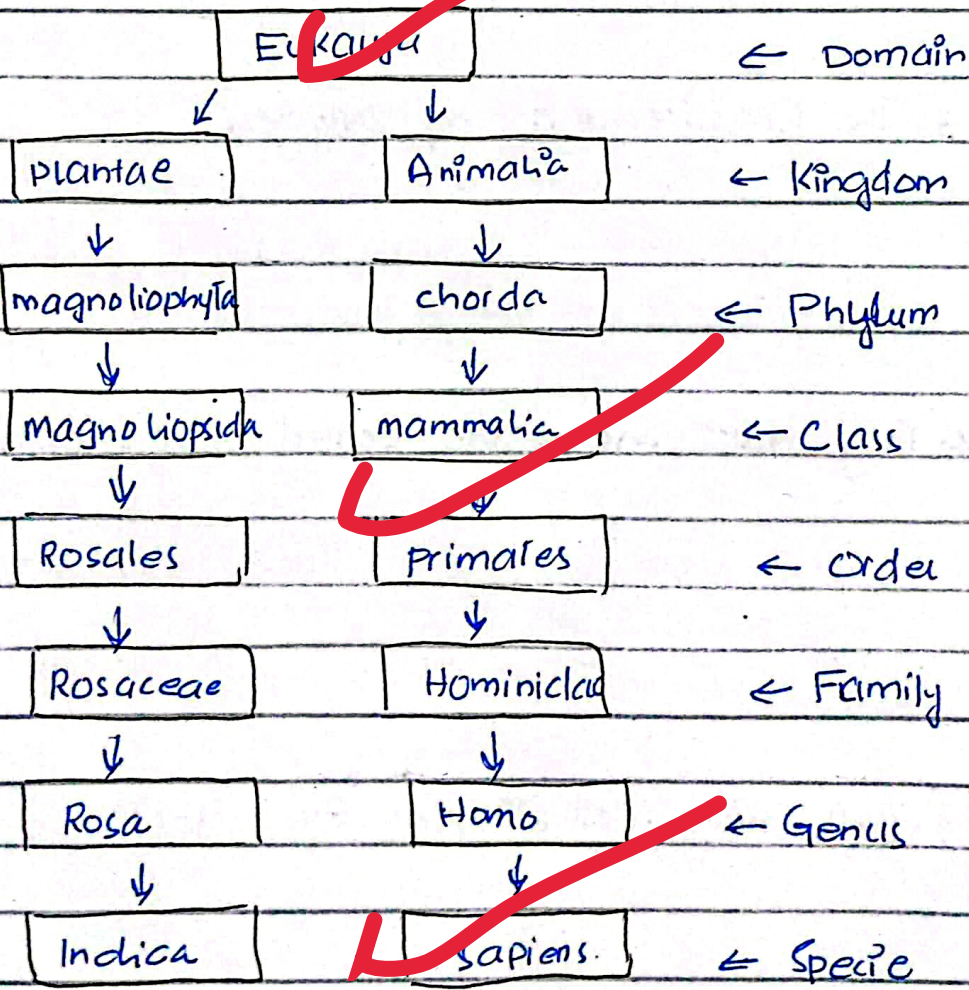 Eukarya ← Domain
Plantae Animalia ← Kingdom
magnoliophyta chorda ← Phylum
magnoliopsida mammalia ← Class
Rosales primates ← Order
Rosaceae Hominidae ← Family
Rosa Homo ← Genus
Indica sapiens. ← Specie